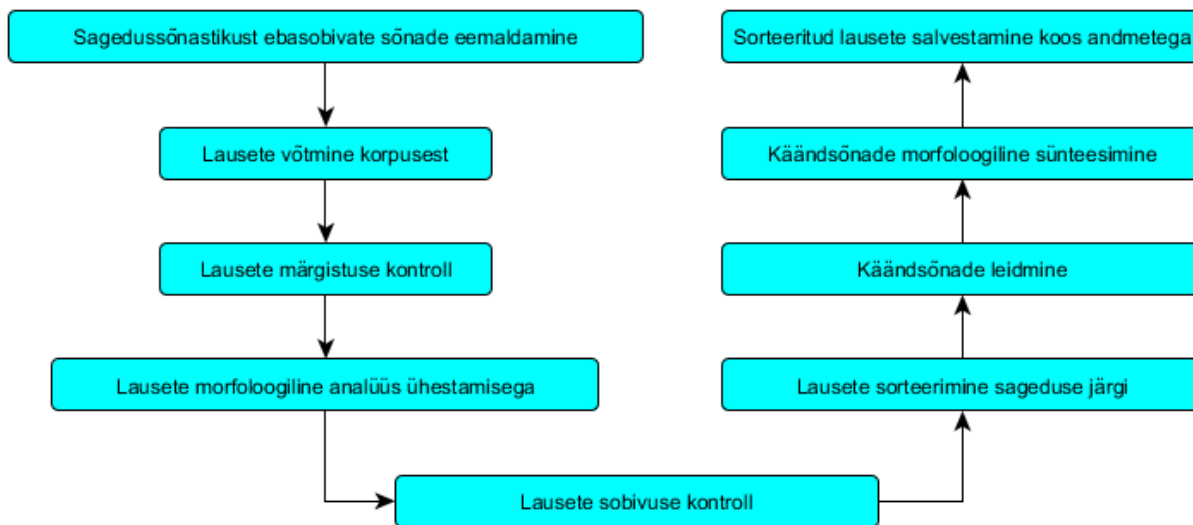 Sagedussõnastikust ebasobivate sõnade eemaldamine
Lausete võtmine korpusest
Lausete märgistuse kontroll
Lausete morfoloogiline analüüs ühestamisega
Lausete sobivuse kontroll
Lausete sorteerimine sageduse järgi
Käändsõnade leidmine
Käändsõnade morfoloogiline sünteesimine
Sorteeritud lausete salvestamine koos andmetega